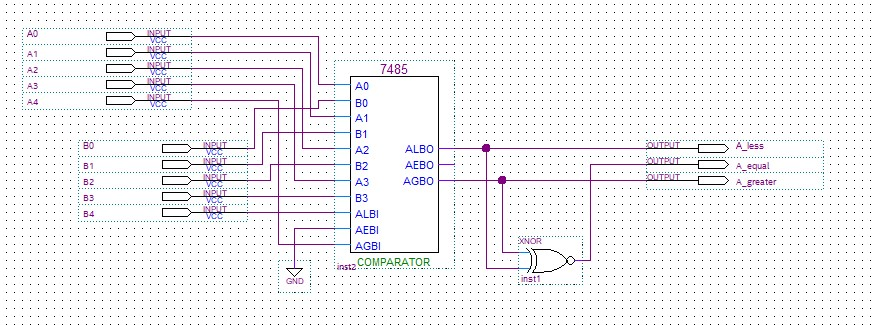 A0 INPUT VCC
A1 INPUT VCC
A2 INPUT VCC
A3 INPUT VCC
A4 INPUT VCC
B0 INPUT VCC
B1 INPUT VCC
B2 INPUT VCC
B3 INPUT VCC
B4 INPUT VCC
7485
A0
B0
A1
B1
A2
B2
A3
B3
ALBI
AEBI
AGBI
ALBO
AEBO
AGBO
inst2
COMPARATOR
GND
OUTPUT A_less
OUTPUT A_equal
OUTPUT A_greater
XNOR
inst1